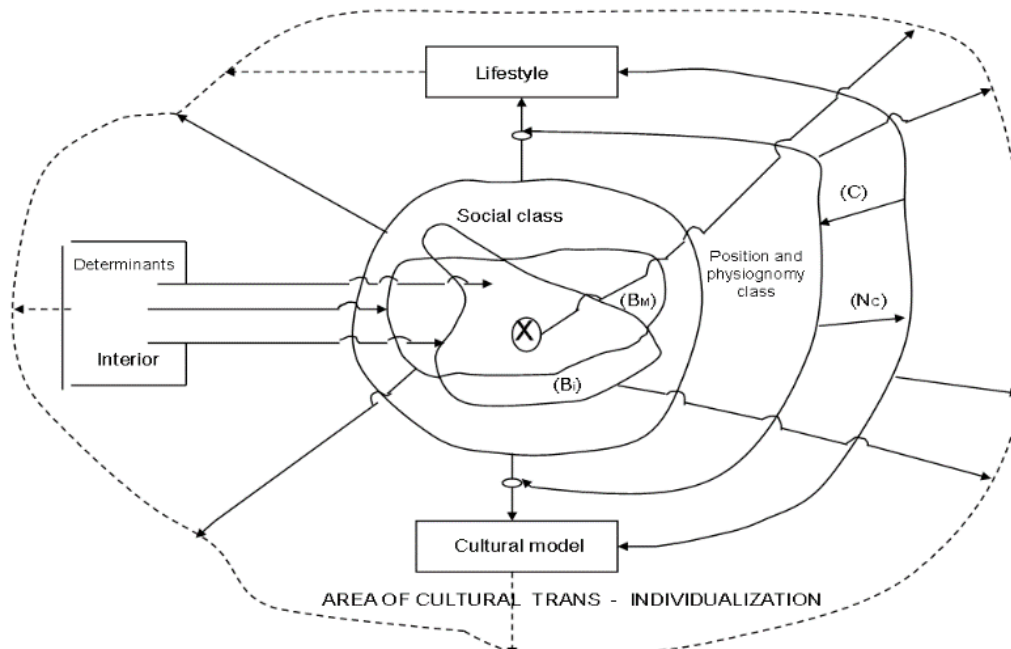 Lifestyle
Social class
(C)
Determinants
Position and
physiognomy
class
(BM)
(NC)
X
Interior
(Bi)
Cultural model
AREA OF CULTURAL TRANS - INDIVIDUALIZATION